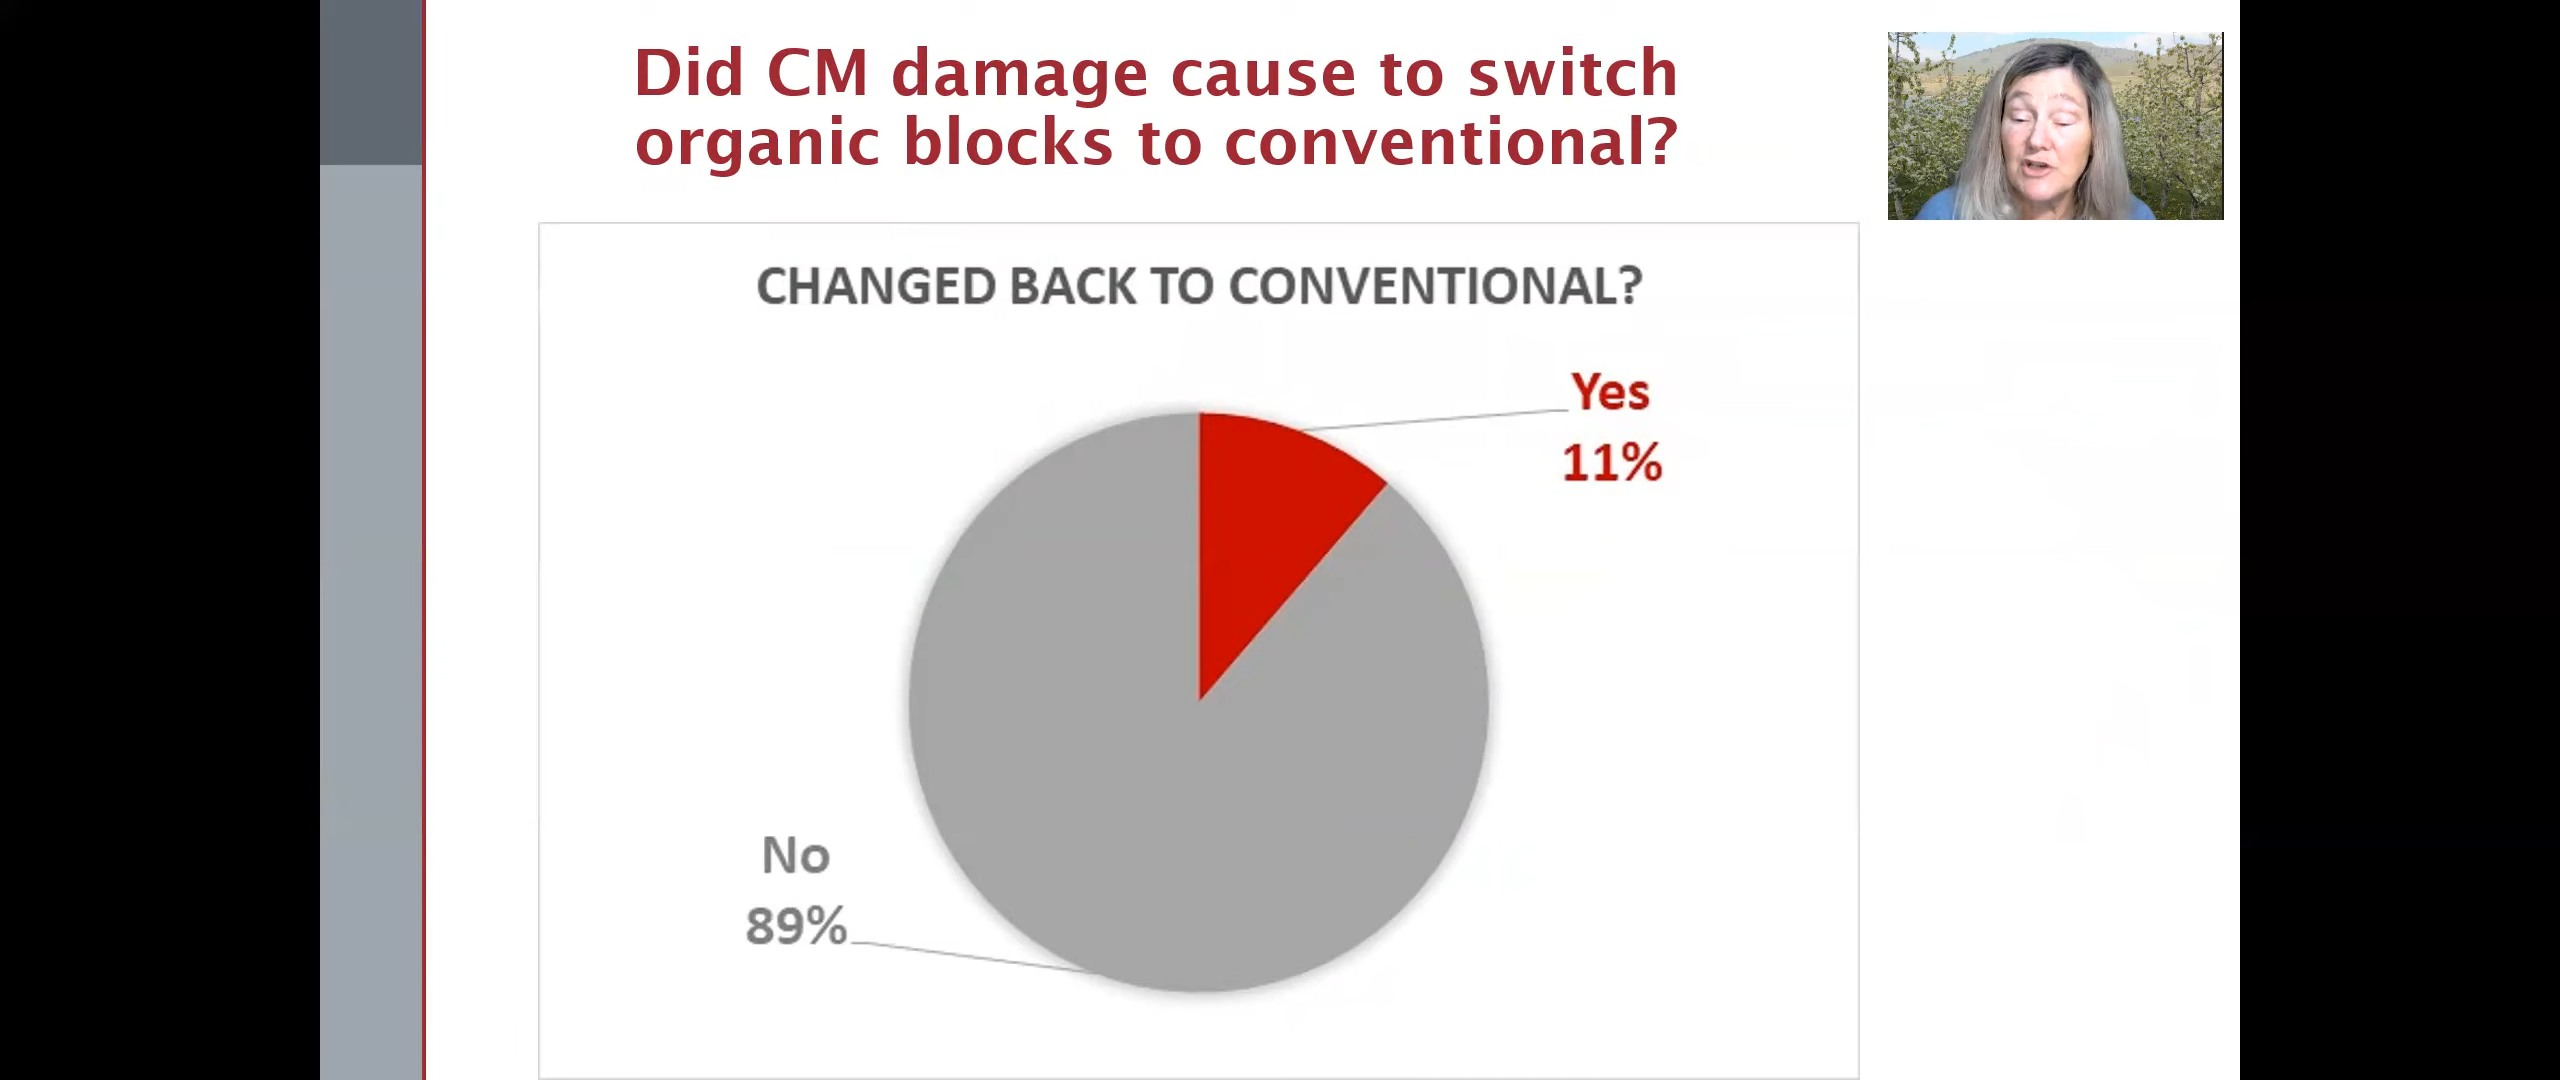 Did CM damage cause to switch
organic blocks to conventional?
CHANGED BACK TO CONVENTIONAL?
Yes
11%
No
89%